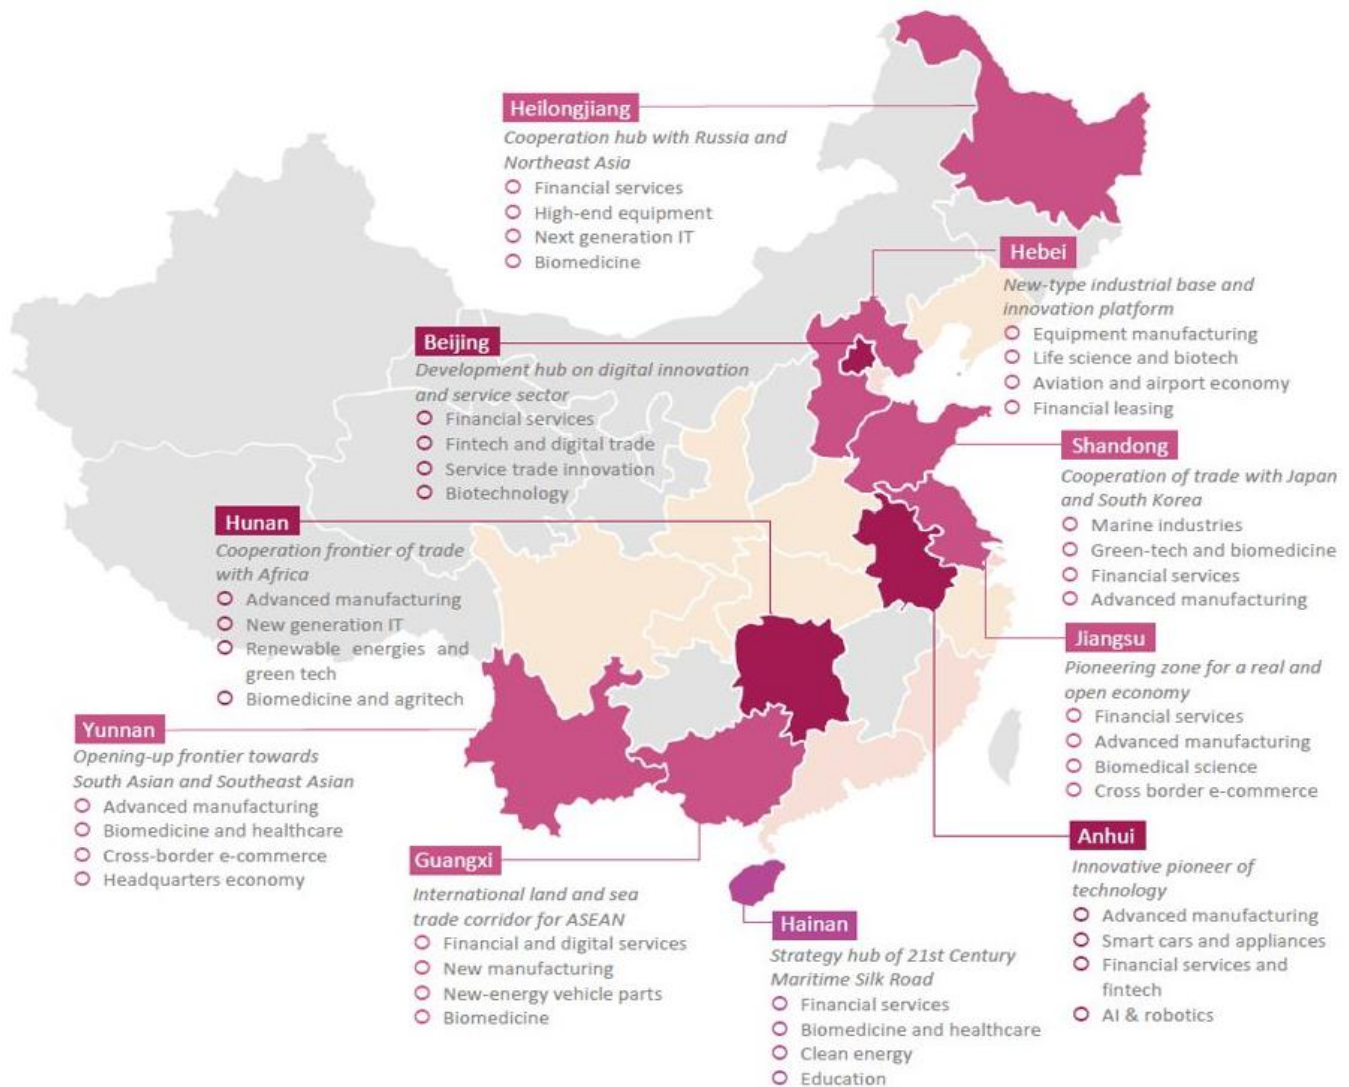 Heilongjiang
Cooperation hub with Russia and
Northeast Asia
Financial services
High-end equipment
Next generation IT
Biomedicine
Hebei
New-type industrial base and
innovation platform
Equipment manufacturing
Life science and biotech
Aviation and airport economy
Financial leasing
Beijing
Development hub on digital innovation
and service sector
Financial services
Fintech and digital trade
Service trade innovation
Biotechnology
Shandong
Cooperation of trade with Japan
and South Korea
Marine industries
Green-tech and biomedicine
Financial services
Advanced manufacturing
Hunan
Cooperation frontier of trade
with Africa
Advanced manufacturing
New generation IT
Renewable energies and
green tech
Biomedicine and agritech
Jiangsu
Pioneering zone for a real and
open economy
Financial services
Advanced manufacturing
Biomedical science
Cross border e-commerce
Yunnan
Opening-up frontier towards
South Asian and Southeast Asian
Advanced manufacturing
Biomedicine and healthcare
Cross-border e-commerce
Headquarters economy
Guangxi
International land and sea
trade corridor for ASEAN
Financial and digital services
New manufacturing
New-energy vehicle parts
Biomedicine
Hainan
Strategy hub of 21st Century
Maritime Silk Road
Financial services
Biomedicine and healthcare
Clean energy
Education
Anhui
Innovative pioneer of
technology
Advanced manufacturing
Smart cars and appliances
Financial services and
fintech
AI & robotics